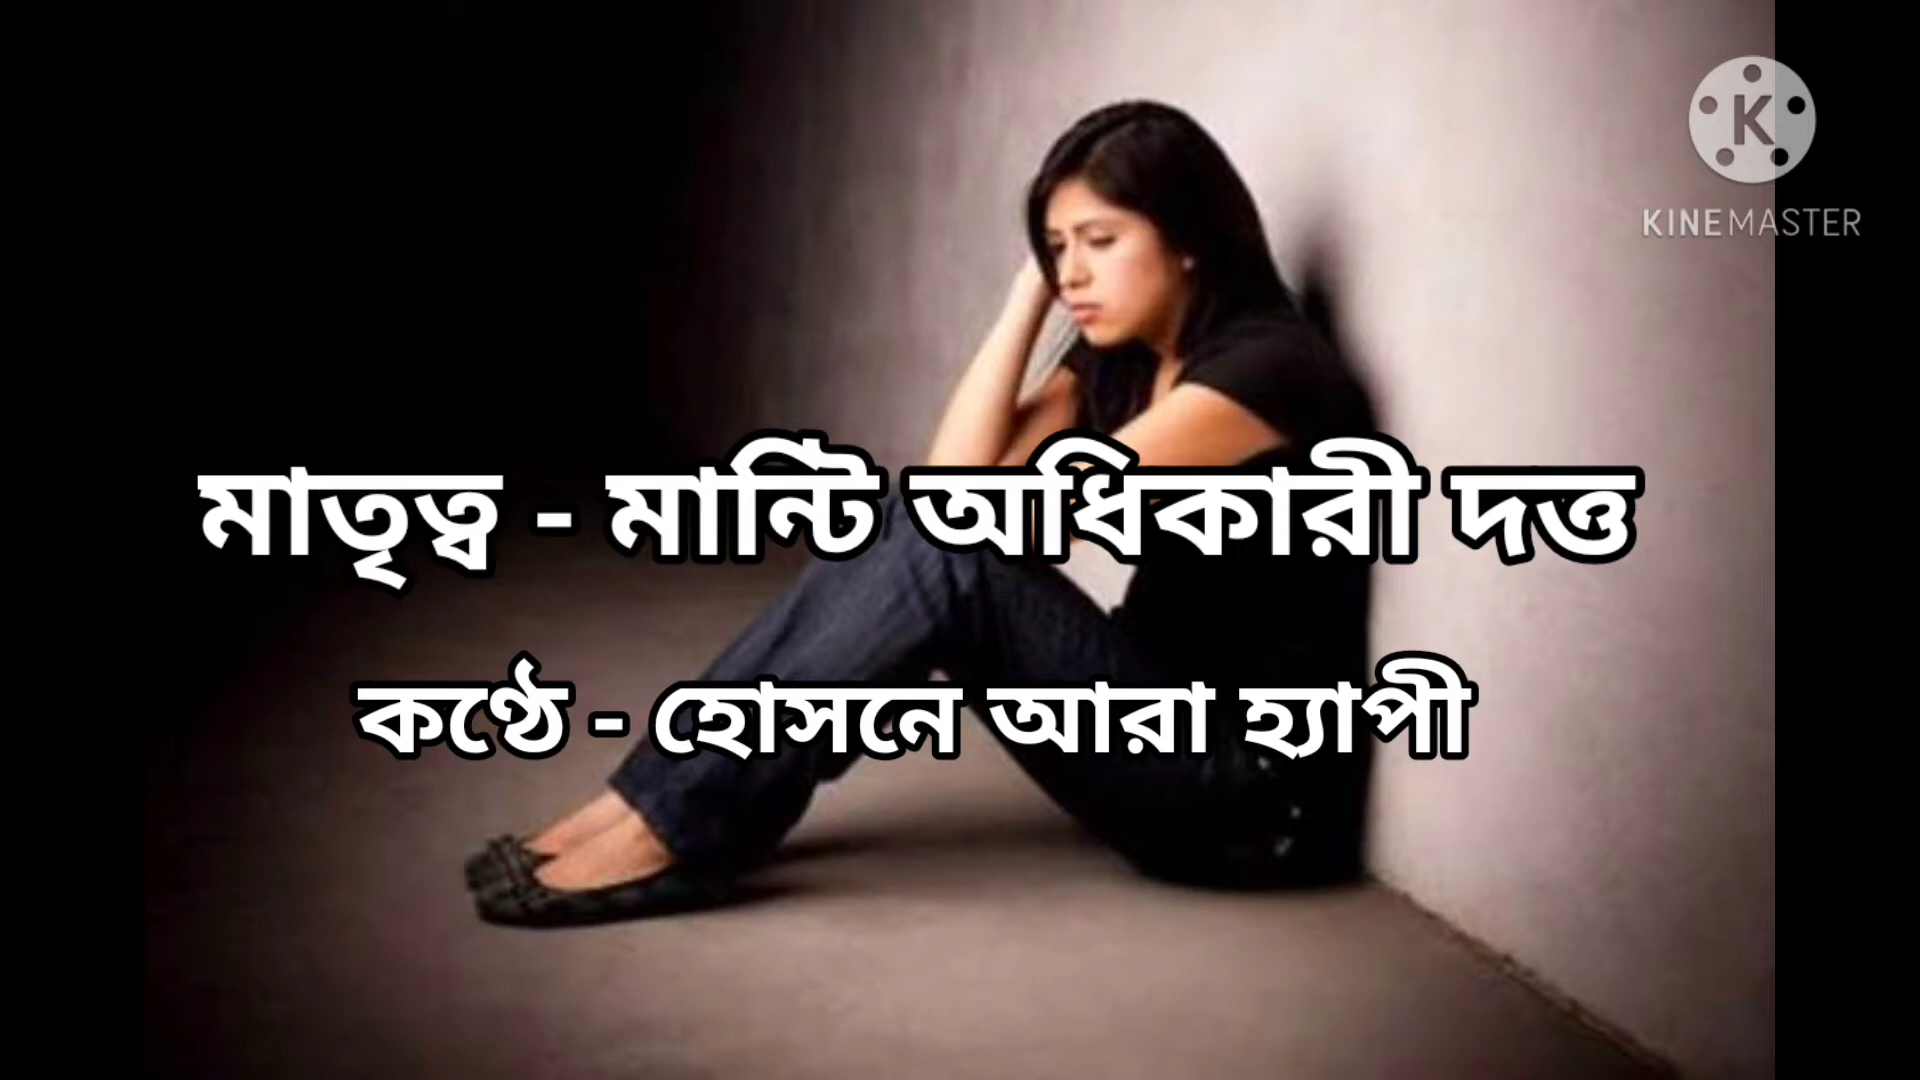 K
KINEMASTER
মাতৃত্ব - মান্টি অধিকারী দত্ত
কণ্ঠে - হোসনে আরা হ্যাপী